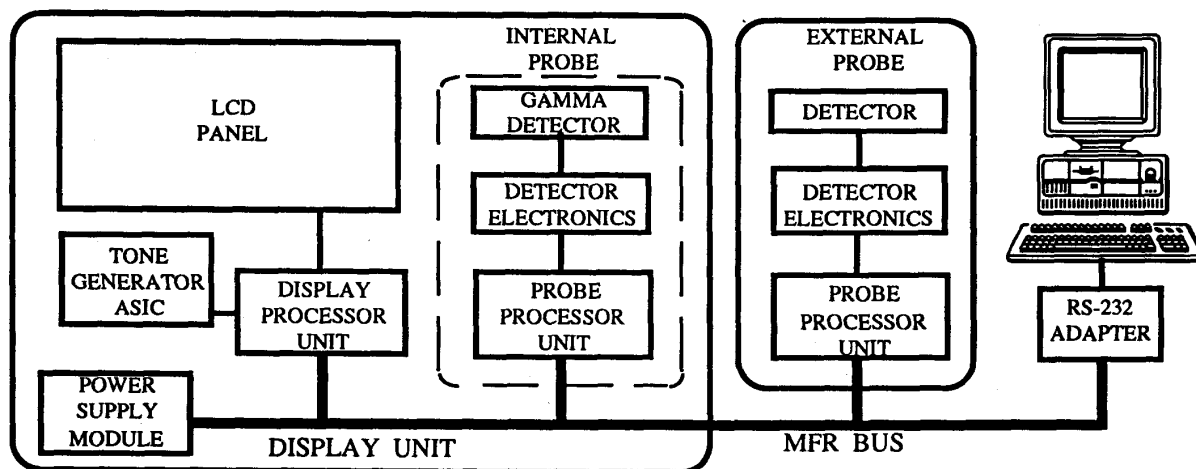 LCD
PANEL
TONE
GENERATOR
ASIC
DISPLAY
PROCESSOR
UNIT
POWER
SUPPLY
MODULE
DISPLAY UNIT
INTERNAL
PROBE
GAMMA
DETECTOR
DETECTOR
ELECTRONICS
PROBE
PROCESSOR
UNIT
EXTERNAL
PROBE
DETECTOR
DETECTOR
ELECTRONICS
PROBE
PROCESSOR
UNIT
MFR BUS
RS-232
ADAPTER